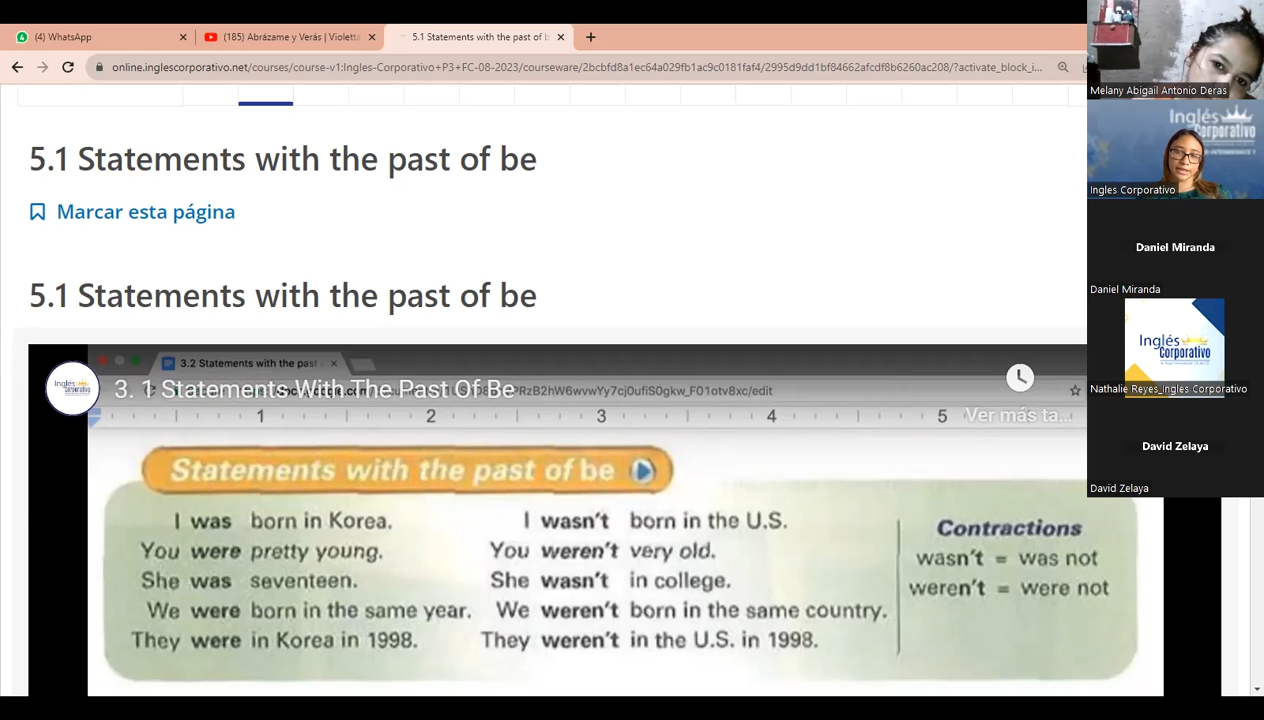 (4) WhatsApp
(185) Abrázame y Verás | Violetta
5.1 Statements with the past of b
online.inglescorporativo.net/courses/course-v1:Ingles-Corporativo+P3+FC-08-2023/courseware/2bcbfd8a1ec64a029fb1ac9c0181faf4/2995d9dd1bf84662afcdf8b6260ac208/?activate_block_i...
5.1 Statements with the past of be
Marcar esta página
5.1 Statements with the past of be
3.2 Statements with the past
Inglés Corporativo
3. 1 Statements With The Past Of Be
1 2 3 4 5
Ver más ta...
Statements with the past of be
I was born in Korea. I wasn't born in the U.S.
You were pretty young. You weren't very old.
She was seventeen. She wasn't in college.
We were born in the same year. We weren't born in the same country.
They were in Korea in 1998. They weren't in the U.S. in 1998.
Contractions
wasn't = was not
weren't = were not
Melany Abigail Antonio Deras
Inglés
Corporativo
Ingles Corporativo
Daniel Miranda
Daniel Miranda
Inglés
Corporativo
Nathalie Reyes_Ingles Corporativo
David Zelaya
David Zelaya